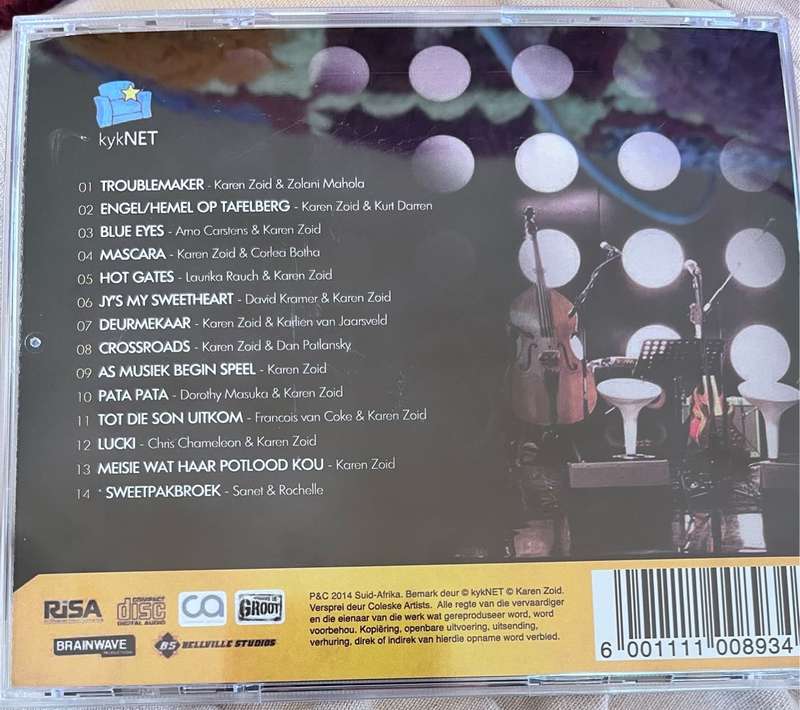 kykNET
01 TROUBLEMAKER - Karen Zoid & Zolani Mahola
02 ENGEL/HEMEL OP TAFELBERG - Karen Zoid & Kurt Darren
03 BLUE EYES - Arno Carstens & Karen Zoid
04 MASCARA - Karen Zoid & Corlea Botha
05 HOT GATES - Laurika Rauch & Karen Zoid
06 JY'S MY SWEETHEART - David Kramer & Karen Zoid
07 DEURMEKAAR - Karen Zoid & Karlien van Jaarsveld
08 CROSSROADS - Karen Zoid & Dan Patlansky
09 AS MUSIEK BEGIN SPEEL - Karen Zoid
10 PATA PATA - Dorothy Masuka & Karen Zoid
11 TOT DIE SON UITKOM - Francois van Coke & Karen Zoid
12 LUCKI - Chris Chameleon & Karen Zoid
13 MEISIE WAT HAAR POTLOOD KOU - Karen Zoid
14 * SWEETPAKBROEK - Sanet & Rochelle
RiSA
COMPACT
disc
DIGITAL AUDIO
ca
GROOT
BRAINWAVE
PRODUCTIONS
BS BELLVILLE STUDIOS
P&C 2014 Suid-Afrika. Bemark deur © kykNET © Karen Zoid.
Versprei deur Coleske Artists. Alle regte van die vervaardiger
en die eienaar van die werk wat gereproduseer word, word
voorbehou. Kopiëring, openbare uitvoering, uitsending,
verhuring, direk of indirek van hierdie opname word verbied.
6 001111 008934